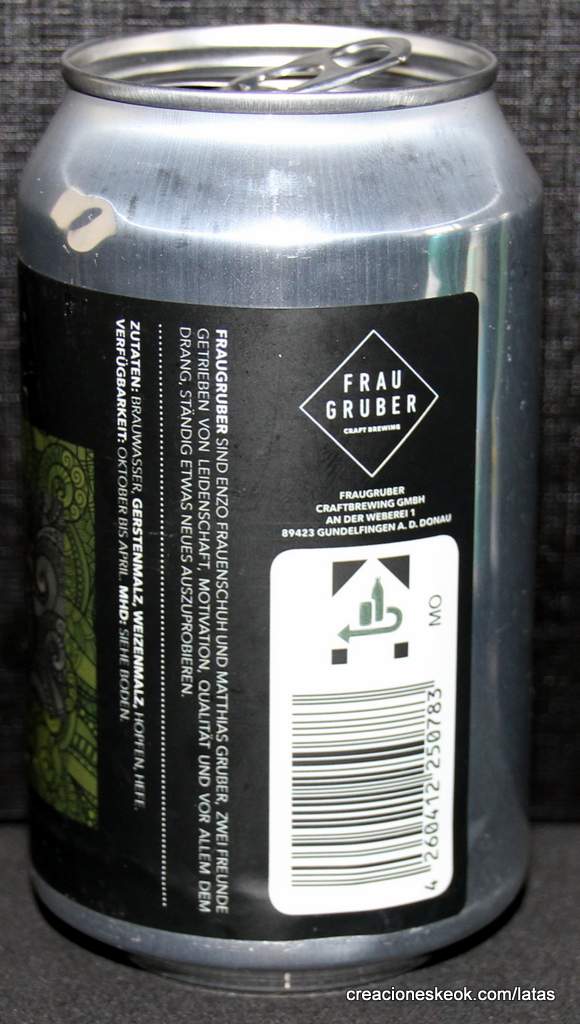 FRAU
GRUBER
CRAFT BREWING
FRAUGRUBER
CRAFTBREWING GMBH
AN DER WEBEREI 1
89423 GUNDELFINGEN A. D. DONAU
MO
4 260412 250783
FRAUGRUBER SIND ENZO FRAUENSCHUH UND MATTHIAS GRUBER, ZWEI FREUNDE
GETRIEBEN VON LEIDENSCHAFT, MOTIVATION, QUALITÄT UND VOR ALLEM DEM
DRANG, STÄNDIG ETWAS NEUES AUSZUPROBIEREN.
ZUTATEN: BRAUWASSER, GERSTENMALZ, WEIZENMALZ, HOPFEN, HEFE.
VERFÜGBARKEIT: OKTOBER BIS APRIL. MHD: SIEHE BODEN.
creacioneskeok.com/latas